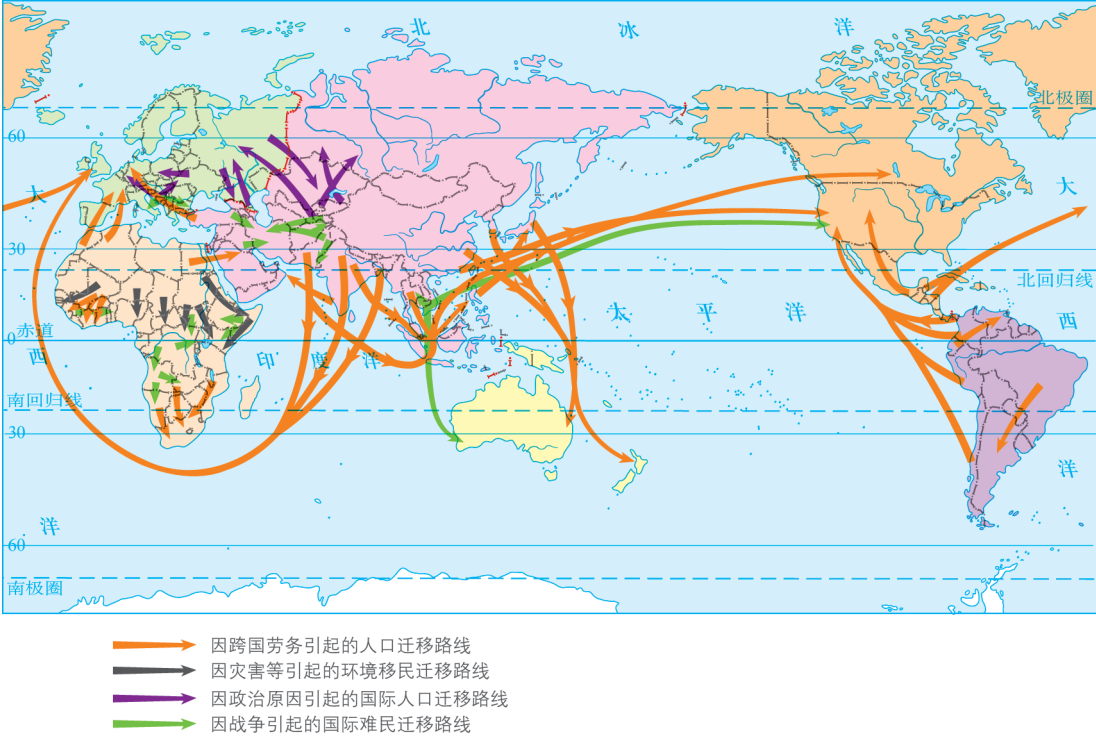 北 冰 洋
北极圈
60
大
大
30
北回归线
太 平 洋
赤道
0
西
西
印 度 洋
南回归线
30
洋
洋
60
南极圈
因跨国劳务引起的人口迁移路线
因灾害等引起的环境移民迁移路线
因政治原因引起的国际人口迁移路线
因战争引起的国际难民迁移路线